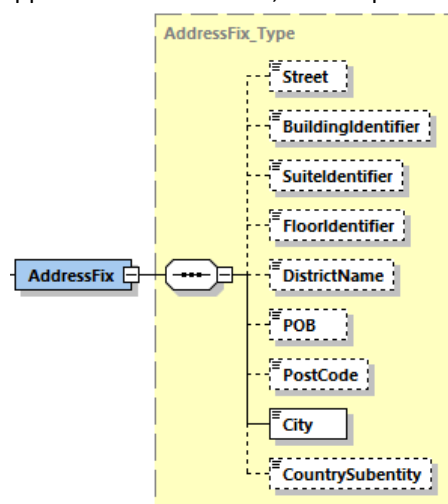 AddressFix_Type
Street
BuildingIdentifier
SuiteIdentifier
FloorIdentifier
AddressFix
DistrictName
POB
PostCode
City
CountrySubentity